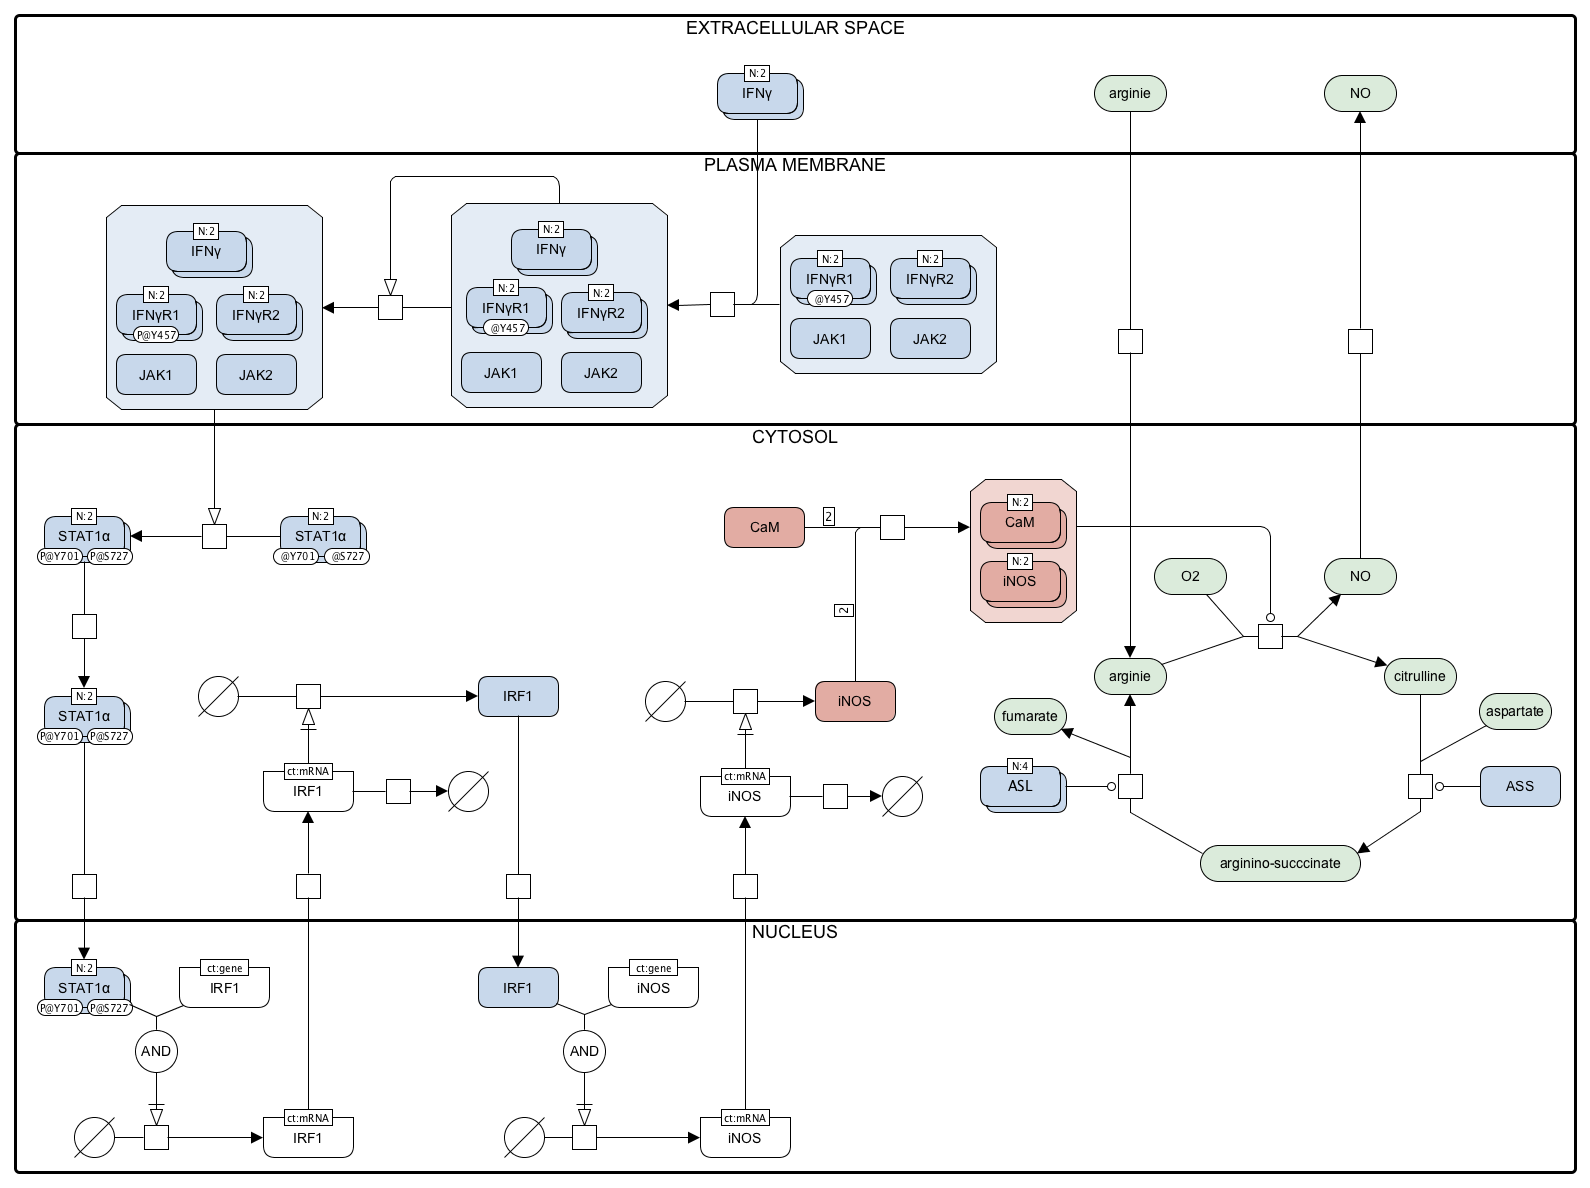 EXTRACELLULAR SPACE
N:2
IFNγ
arginie
NO
PLASMA MEMBRANE
N:2
IFNγ
N:2
IFNγR1
P@Y457
N:2
IFNγR2
JAK1
JAK2
N:2
IFNγ
N:2
IFNγR1
@Y457
N:2
IFNγR2
JAK1
JAK2
N:2
IFNγR1
@Y457
N:2
IFNγR2
JAK1
JAK2
CYTOSOL
N:2
STAT1α
P@Y701
P@S727
N:2
STAT1α
@Y701
@S727
CaM
2
2
N:2
CaM
N:2
iNOS
O2
NO
arginie
citrulline
fumarate
aspartate
N:4
ASL
ASS
arginino-succcinate
N:2
STAT1α
P@Y701
P@S727
IRF1
iNOS
ct:mRNA
IRF1
ct:mRNA
iNOS
NUCLEUS
N:2
STAT1α
P@Y701
P@S727
ct:gene
IRF1
IRF1
ct:gene
iNOS
AND
AND
ct:mRNA
IRF1
ct:mRNA
iNOS